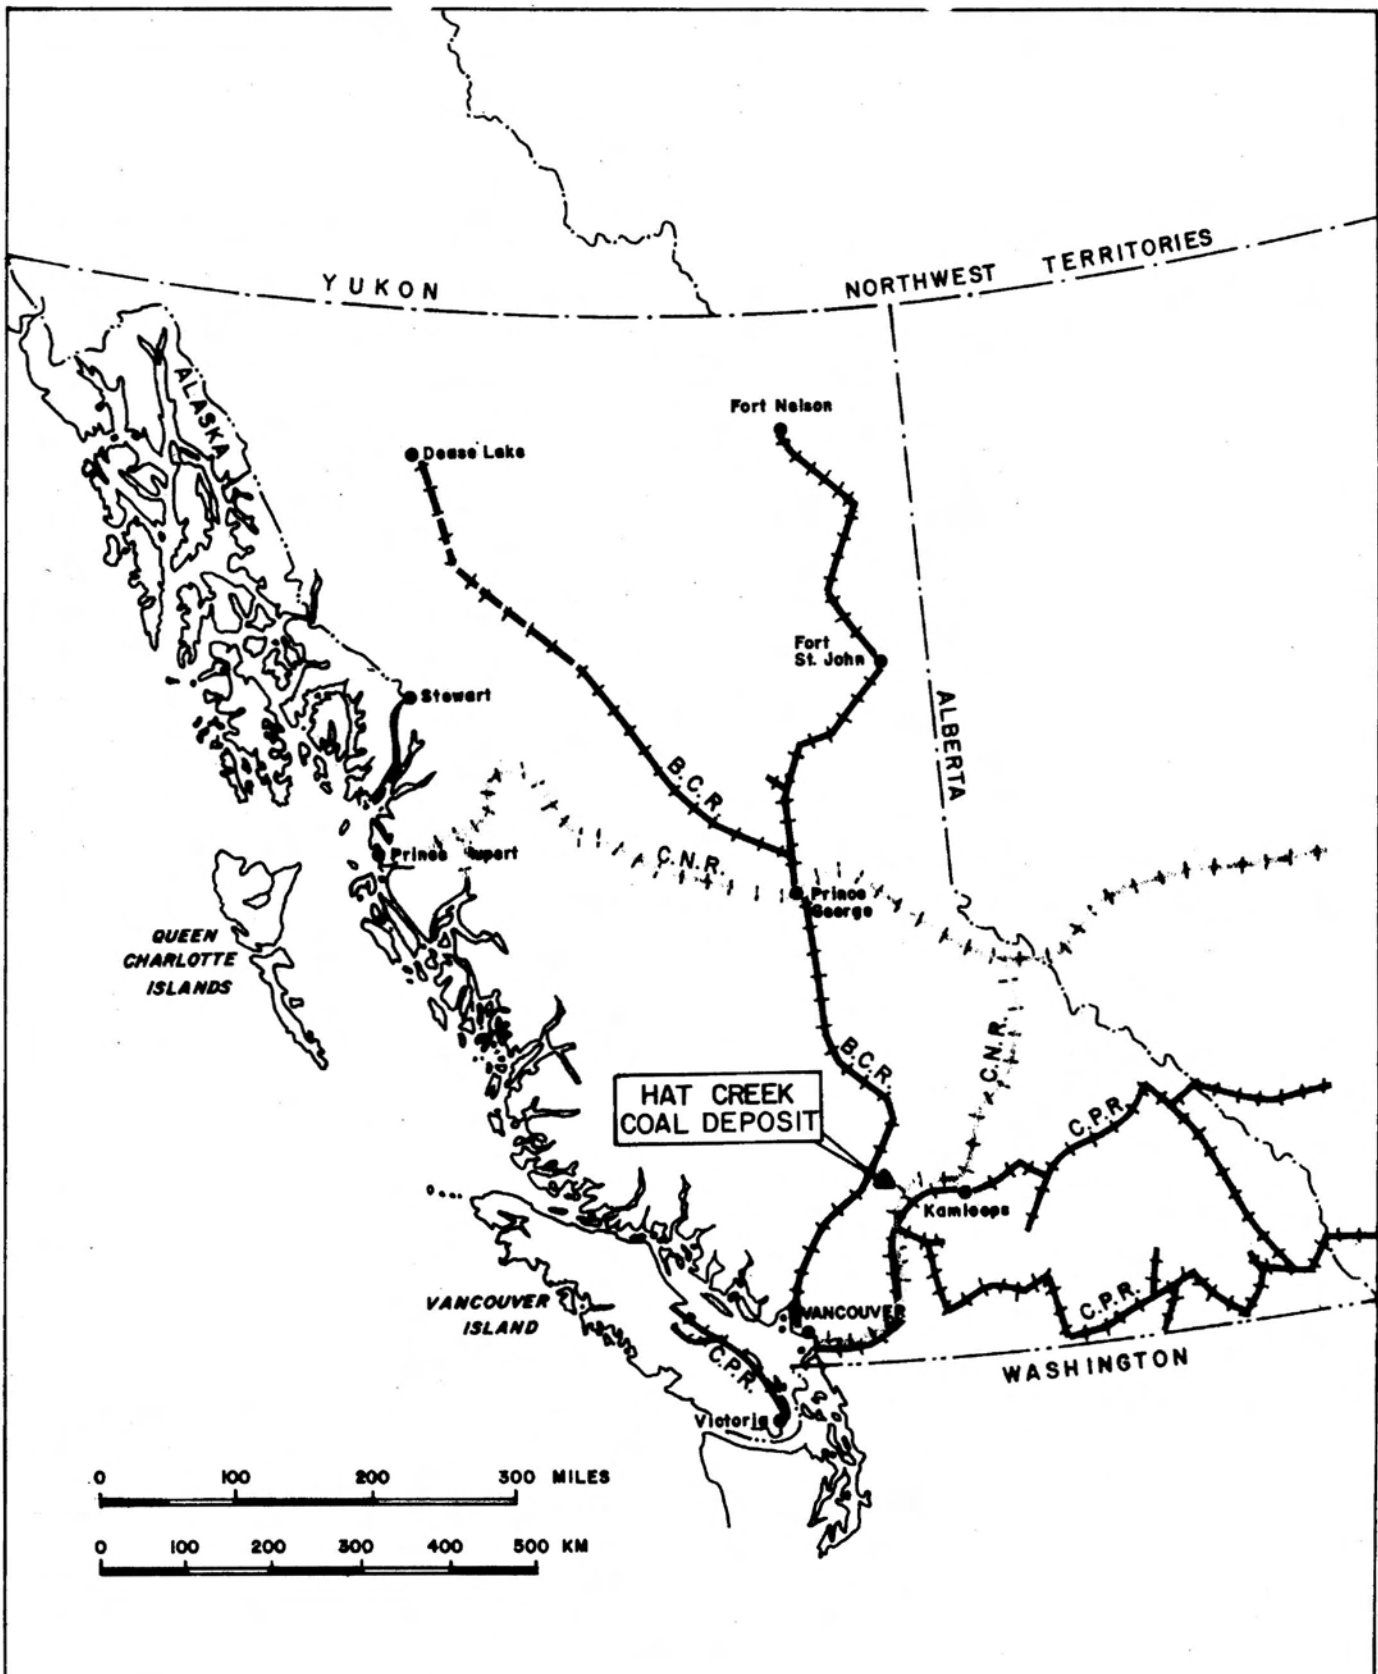 YUKON
NORTHWEST TERRITORIES
ALASKA
Fort Nelson
Dease Lake
Fort
St. John
Stewart
ALBERTA
B.C.R.
C.N.R.
Prince Rupert
Prince
George
QUEEN
CHARLOTTE
ISLANDS
B.C.R.
C.N.R.
HAT CREEK
COAL DEPOSIT
C.P.R.
Kamloops
VANCOUVER
ISLAND
VANCOUVER
C.P.R.
C.P.R.
WASHINGTON
Victoria
0 100 200 300 MILES
0 100 200 300 400 500 KM